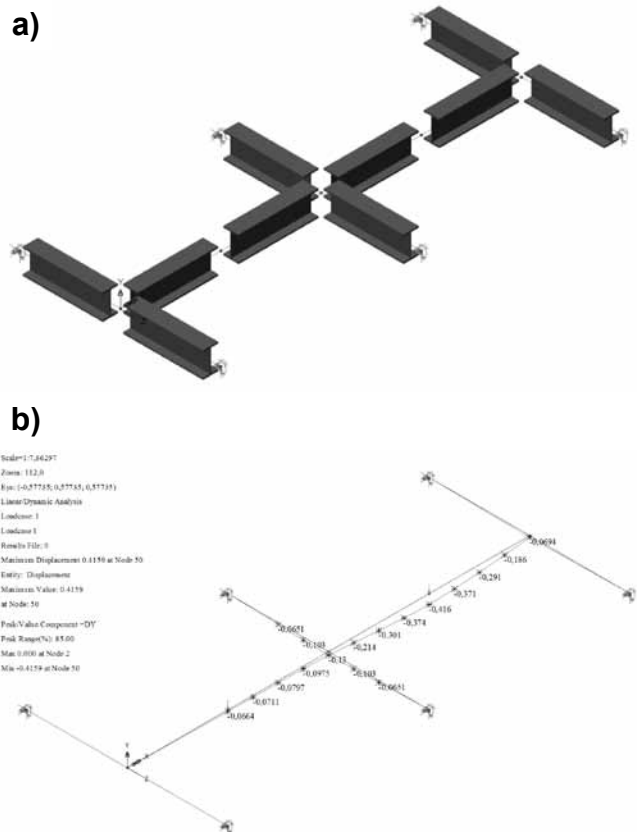 a)
b)
Scale=1:7,86297
Zoom: 112,0
Eye: (-0,57735; 0,57735; 0,57735)
Linear/Dynamic Analysis
Loadcase: 1
Loadcase 1
Results File: 0
Maximum Displacement 0.4159 at Node 50
Entity: Displacement
Maximum Value: 0.4159
at Node: 50
Peak/Value Component =DY
Peak Range(%): 85.00
Max 0.000 at Node 2
Min -0.4159 at Node 50
-0,0694
-0,186
-0,291
-0,371
-0,416
-0,374
-0,301
-0,214
-0,0651
-0,103
-0,13
-0,103
-0,0651
-0,0975
-0,0797
-0,0711
-0,0664
Y
X
Y